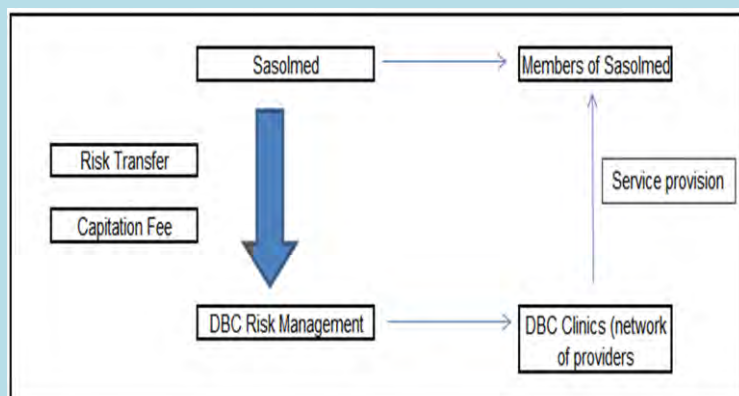 Sasolmed
Members of Sasolmed
Risk Transfer
Service provision
Capitation Fee
DBC Risk Management
DBC Clinics (network
of providers